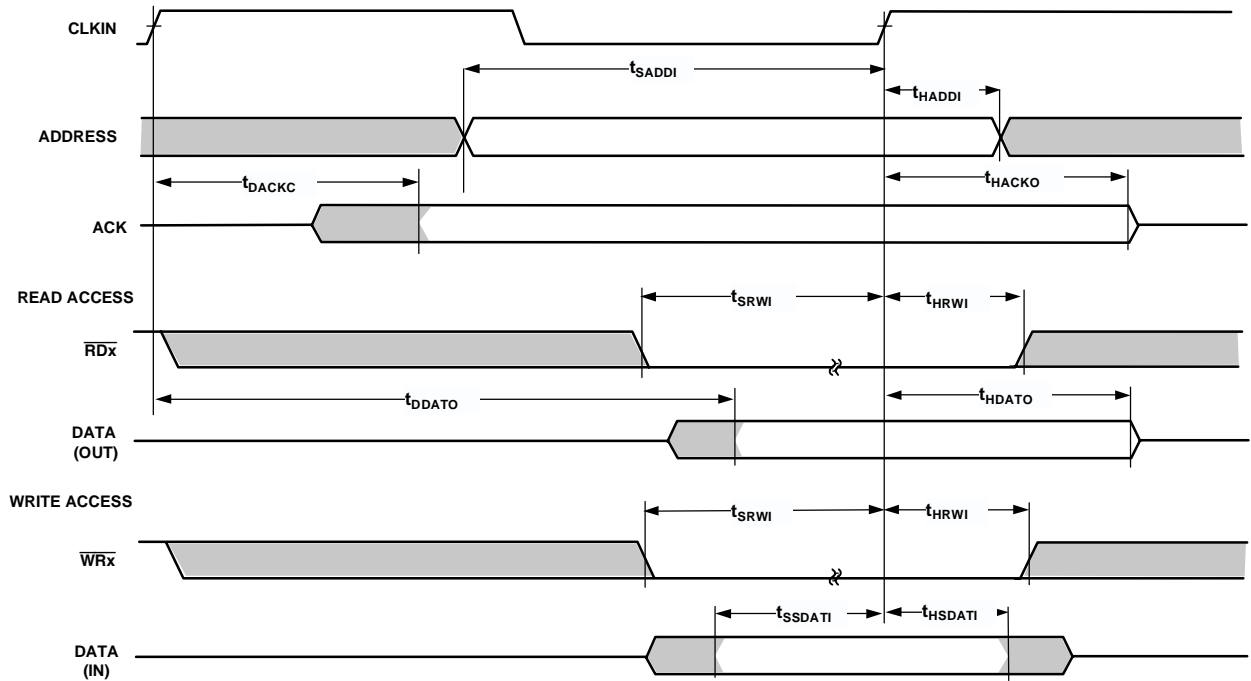 CLKIN
tSADDI
tHADDI
ADDRESS
tDACKC
tHACKO
ACK
READ ACCESS
tSRWI
tHRWI
RDx
tDDATO
tHDATO
DATA
(OUT)
WRITE ACCESS
tSRWI
tHRWI
WRx
tSSDATI
tHSDATI
DATA
(IN)